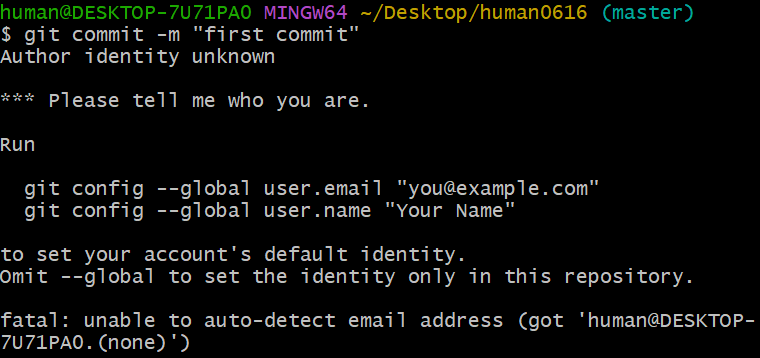 human@DESKTOP-7U71PA0 MINGW64 ~/Desktop/human0616 (master)
$ git commit -m "first commit"
Author identity unknown
*** Please tell me who you are.
Run
  git config --global user.email "you@example.com"
  git config --global user.name "Your Name"
to set your account's default identity.
Omit --global to set the identity only in this repository.
fatal: unable to auto-detect email address (got 'human@DESKTOP-
7U71PA0.(none)')